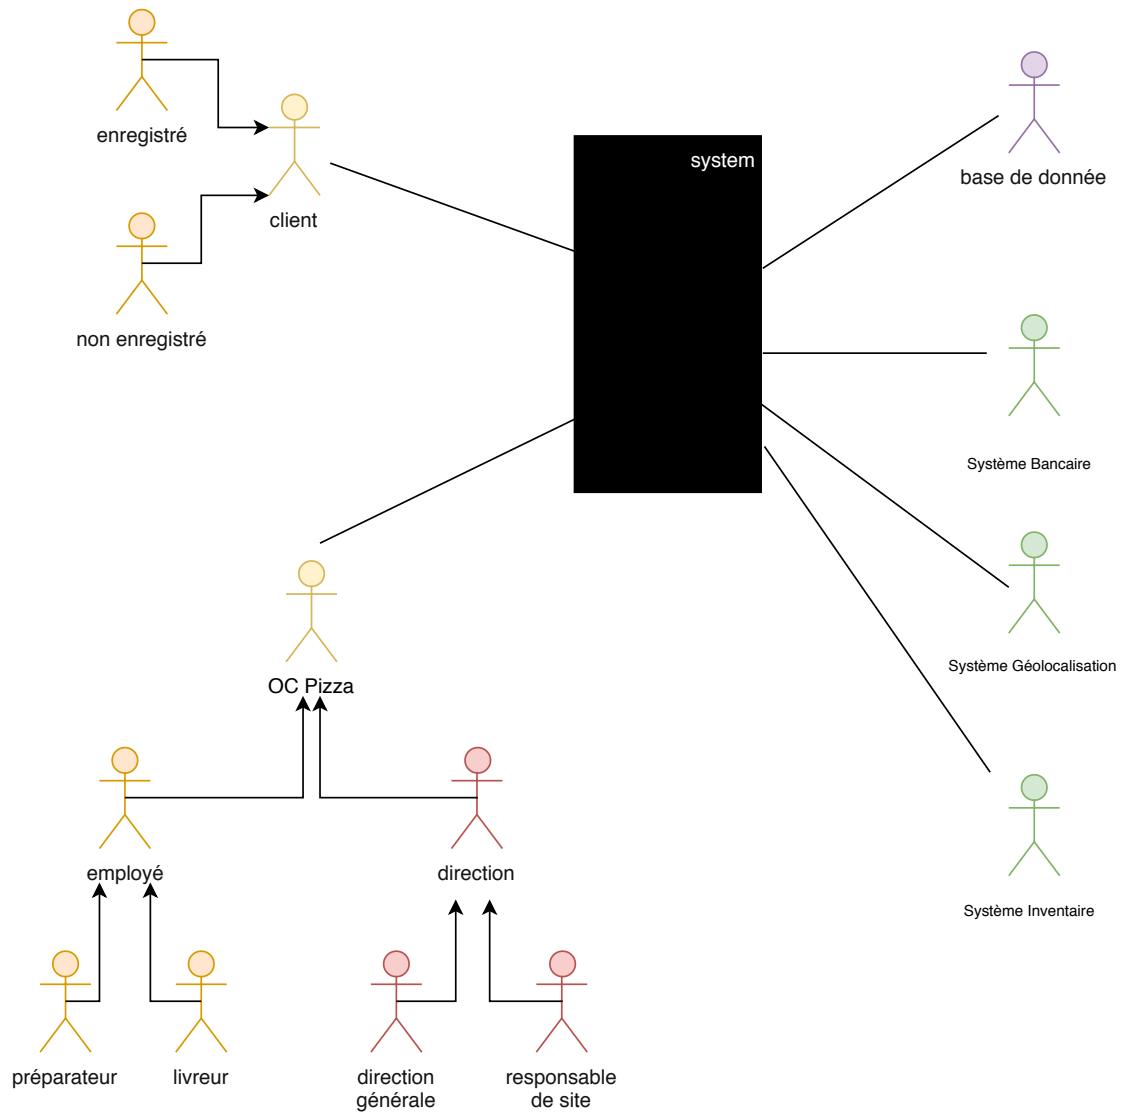 enregistré
client
non enregistré
system
base de donnée
Système Bancaire
Système Géolocalisation
Système Inventaire
OC Pizza
employé
direction
préparateur
livreur
direction
générale
responsable
de site